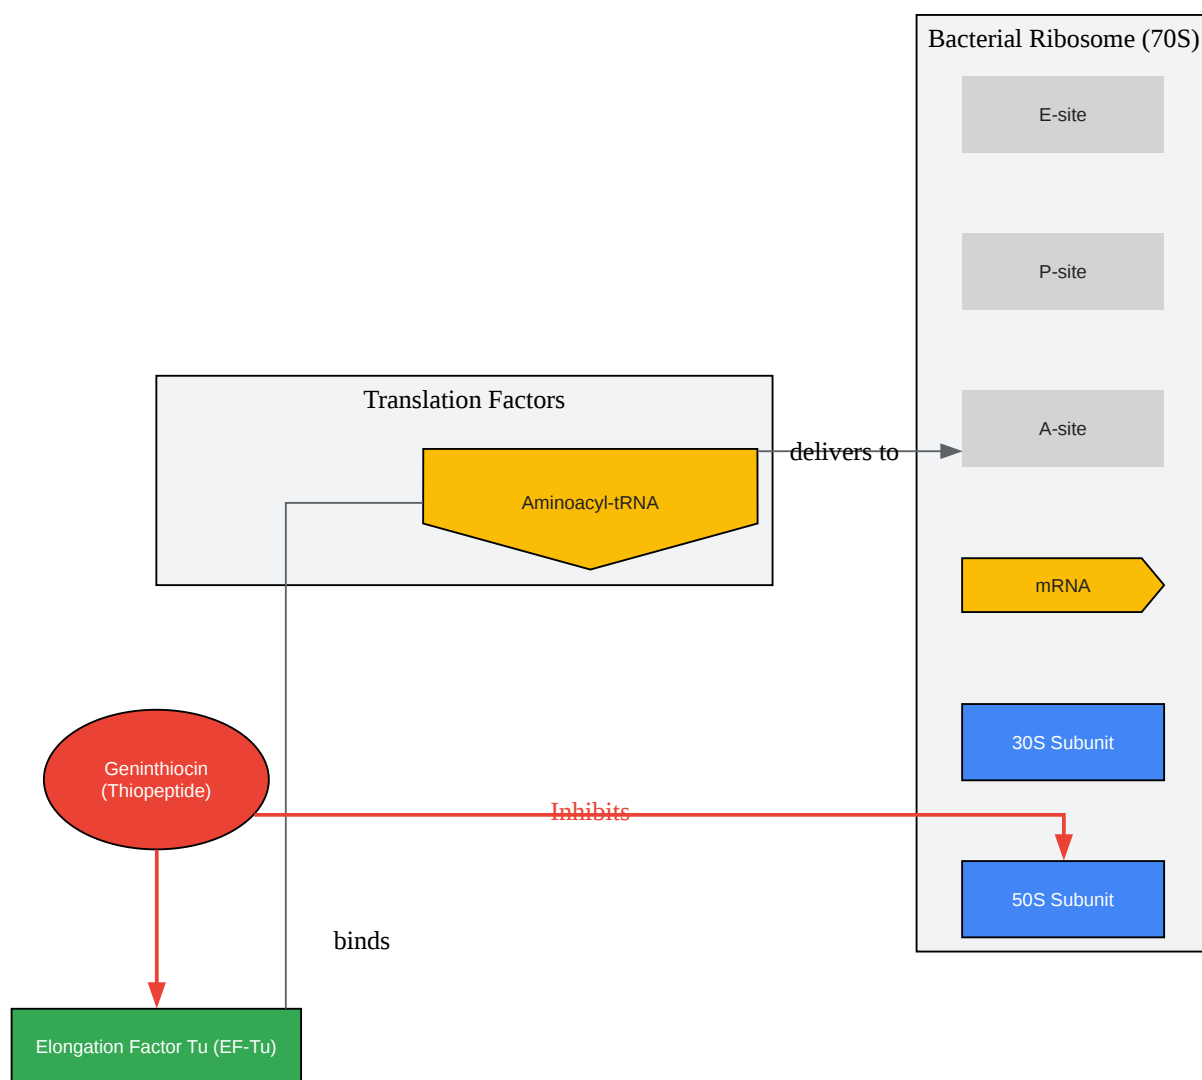 Bacterial Ribosome (70S)
E-site
P-site
Translation Factors
A-site
delivers to
Aminoacyl-tRNA
mRNA
30S Subunit
Geninthiocin
(Thiopeptide)
Inhibits
50S Subunit
binds
Elongation Factor Tu (EF-Tu)